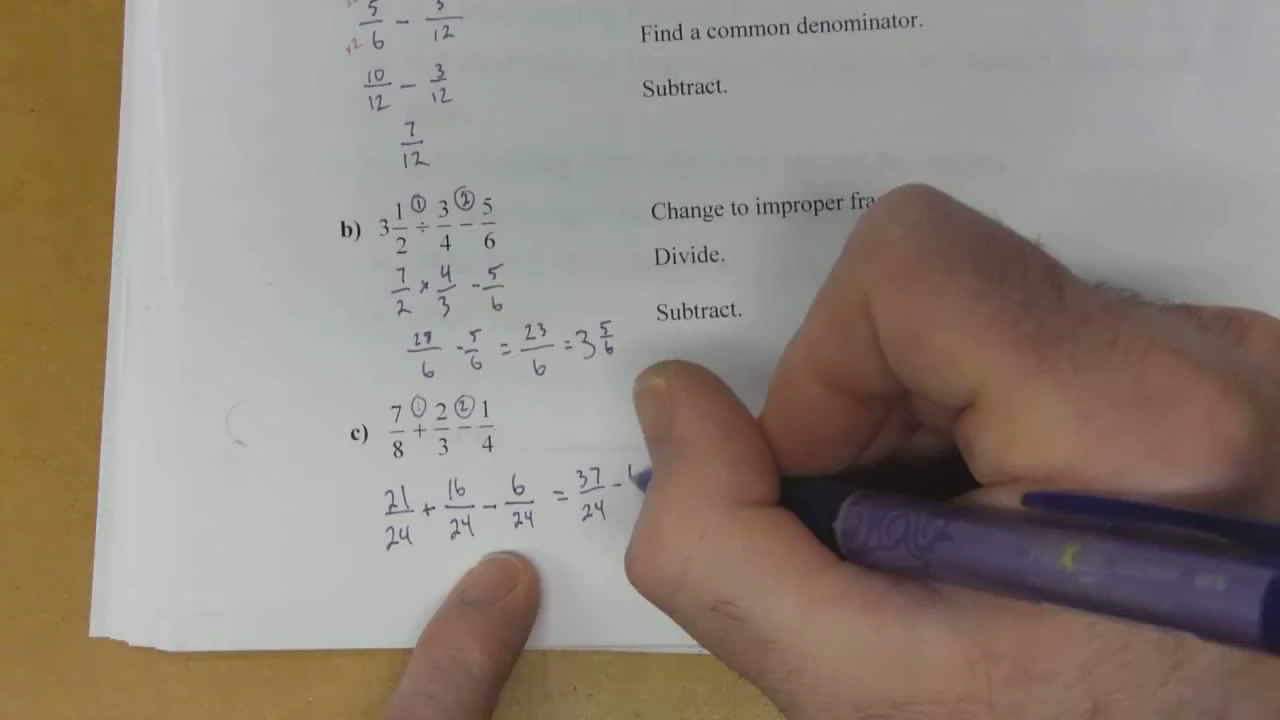 5/6 - 3/12 Find a common denominator.
×2
10/12 - 3/12 Subtract.
7/12
b) 3 1/2 ① ÷ 3/4 ② - 5/6 Change to improper fra
7/2 × 4/3 - 5/6 Divide.
Subtract.
28/6 - 5/6 = 23/6 = 3 5/6
c) 7/8 ① + 2/3 ② - 1/4
21/24 + 16/24 - 6/24 = 37/24 -